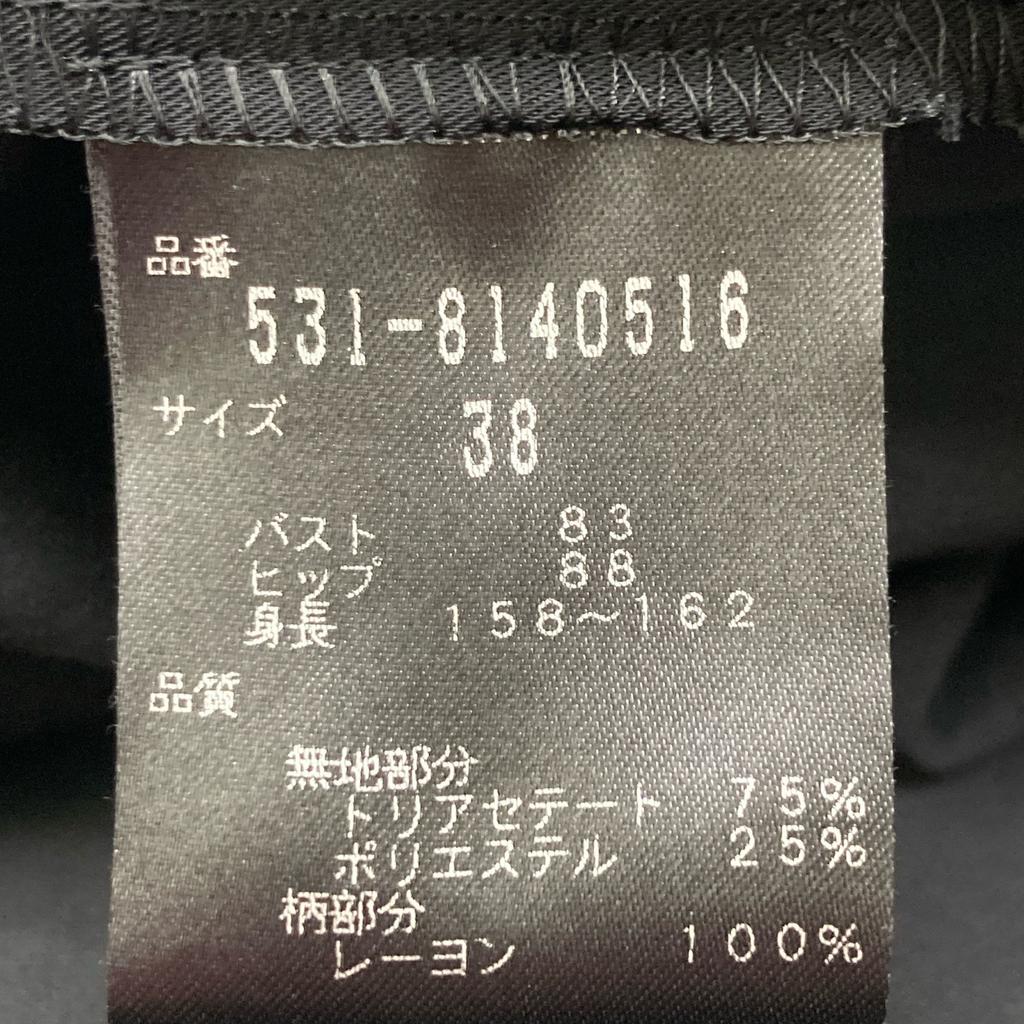 品番
531-8140516
サイズ 38
バスト 83
ヒップ 88
身長 158〜162
品質
無地部分
トリアセテート 75%
ポリエステル 25%
柄部分
レーヨン 100%